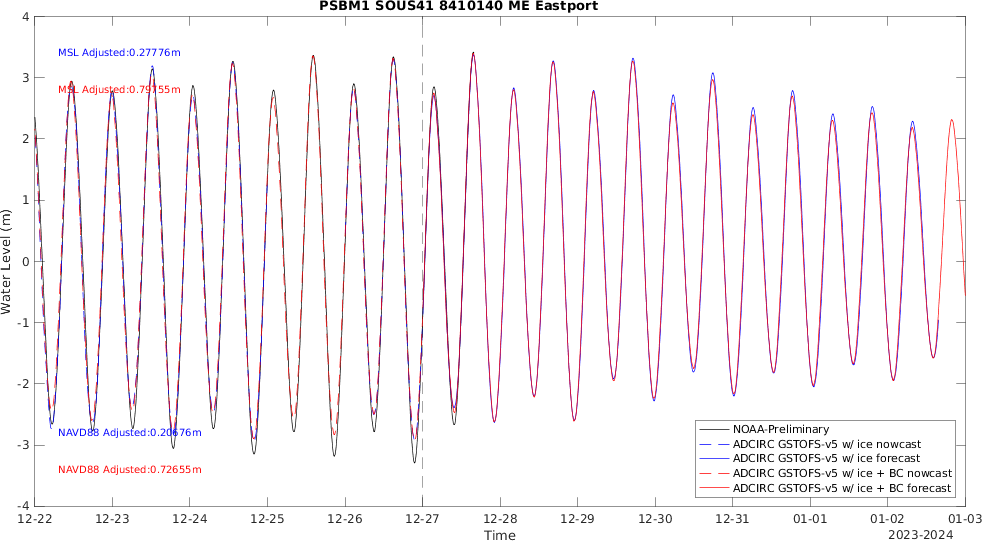 PSBM1 SOUS41 8410140 ME Eastport
4
3
2
1
0
-1
-2
-3
-4
Water Level (m)
MSL Adjusted:0.27776m
MSL Adjusted:0.79755m
NAVD88 Adjusted:0.20676m
NAVD88 Adjusted:0.72655m
NOAA-Preliminary
ADCIRC GSTOFS-v5 w/ ice nowcast
ADCIRC GSTOFS-v5 w/ ice forecast
ADCIRC GSTOFS-v5 w/ ice + BC nowcast
ADCIRC GSTOFS-v5 w/ ice + BC forecast
12-22 12-23 12-24 12-25 12-26 12-27 12-28 12-29 12-30 12-31 01-01 01-02 01-03
Time
2023-2024